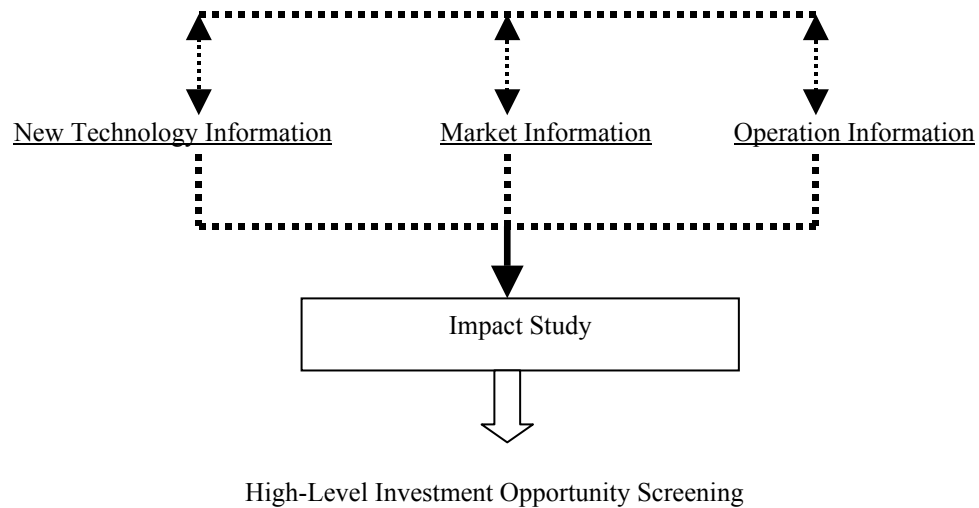 New Technology Information
Market Information
Operation Information
Impact Study
High-Level Investment Opportunity Screening